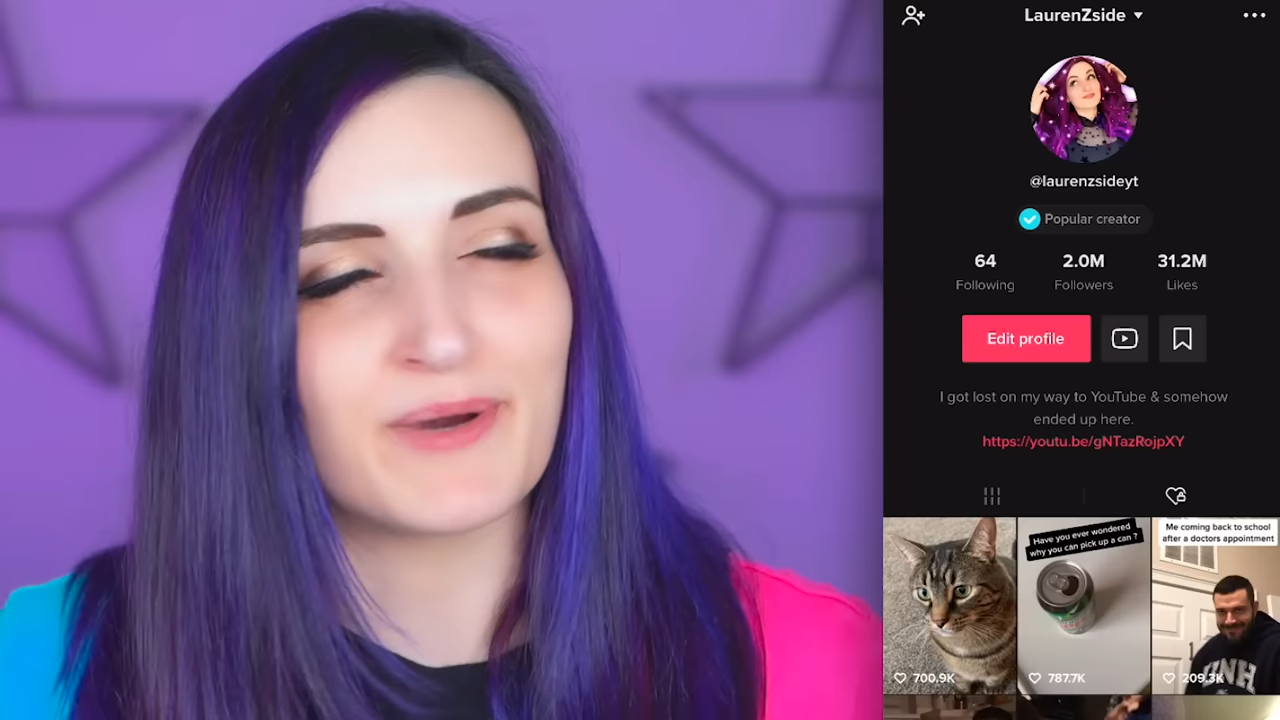 LaurenZside
@laurenzsideyt
Popular creator
64
2.0M
31.2M
Following
Followers
Likes
Edit profile
I got lost on my way to YouTube & somehow
ended up here.
https://youtu.be/gNTazRojpXY
Have you ever wondered
why you can pick up a can ?
Me coming back to school
after a doctors appointment
UNH
700.9K
787.7K
209.3K